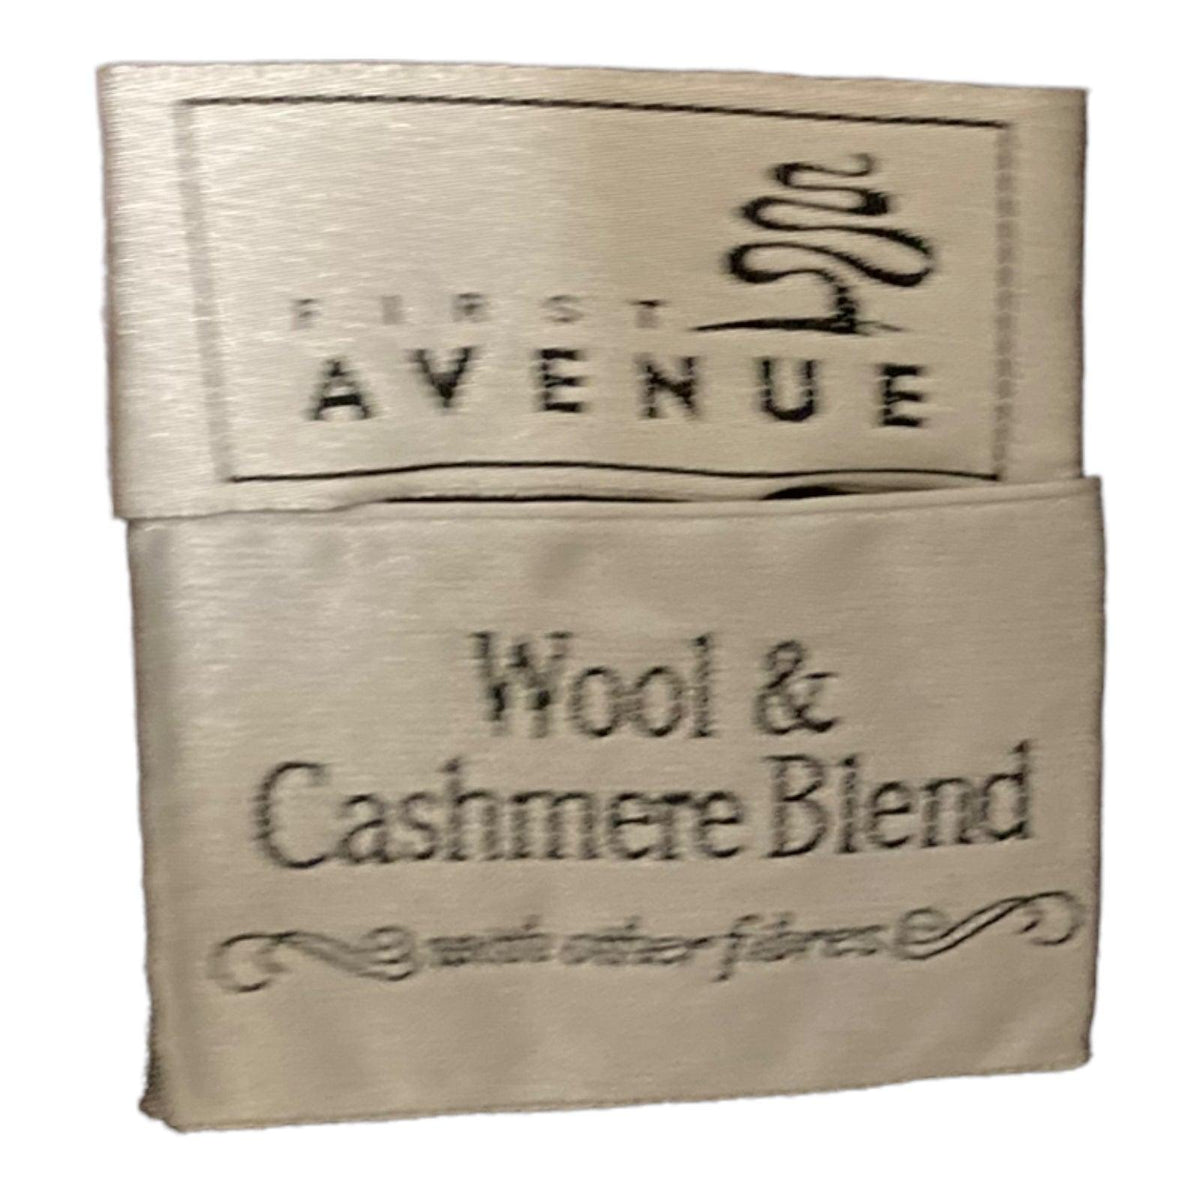 FIRST
AVENUE
Wool &
Cashmere Blend
with other fibres